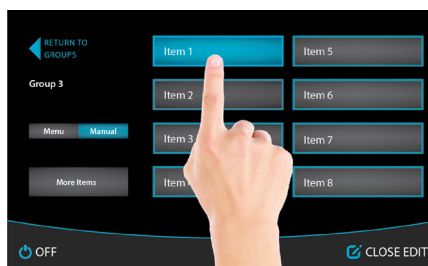 RETURN TO
GROUPS
Group 3
Menu Manual
More Items
Item 1
Item 2
Item 3
Item
Item 5
Item 6
Item 7
Item 8
OFF
CLOSE EDIT